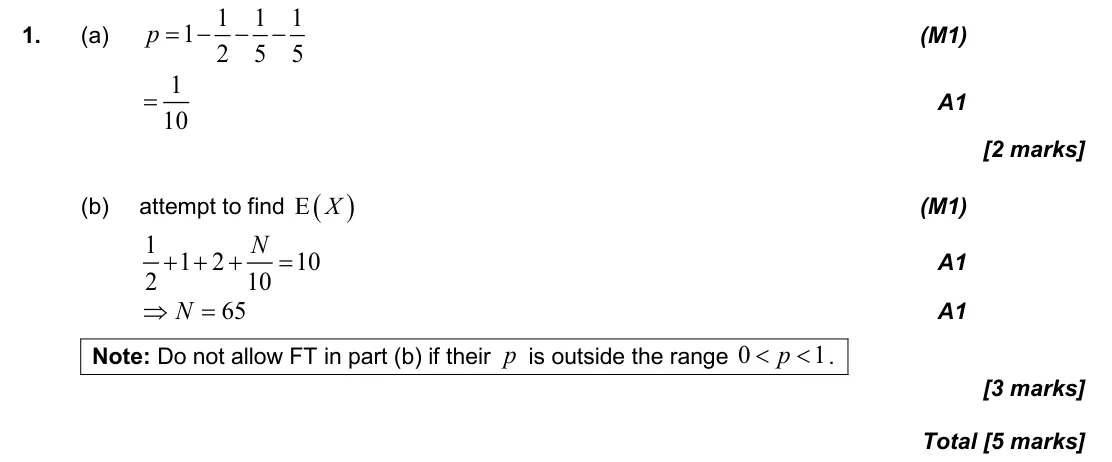 1. (a) p = 1 − 1/2 − 1/5 − 1/5 (M1)
= 1/10 A1
[2 marks]
(b) attempt to find E(X) (M1)
1/2 + 1 + 2 + N/10 = 10 A1
⇒ N = 65 A1
Note: Do not allow FT in part (b) if their p is outside the range 0 < p < 1.
[3 marks]
Total [5 marks]